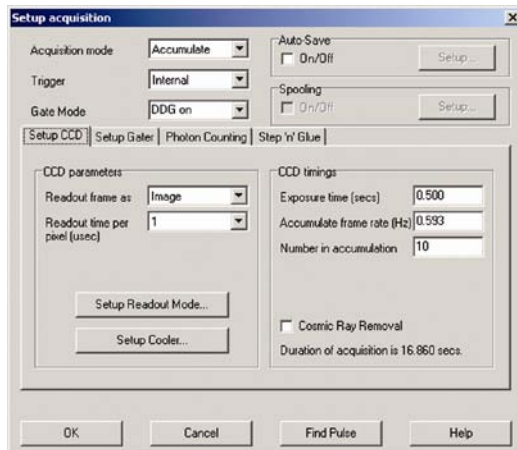 Setup acquisition
Acquisition mode Accumulate
Trigger Internal
Gate Mode DDG on
Auto-Save
On/Off Setup...
Spooling
On/Off Setup...
Setup CCD Setup Gater Photon Counting Step 'n' Glue
CCD parameters
Readout frame as Image
Readout time per 1
pixel (usec)
Setup Readout Mode...
Setup Cooler...
CCD timings
Exposure time (secs) 0.500
Accumulate frame rate (Hz) 0.593
Number in accumulation 10
Cosmic Ray Removal
Duration of acquisition is 16.860 secs.
OK Cancel Find Pulse Help